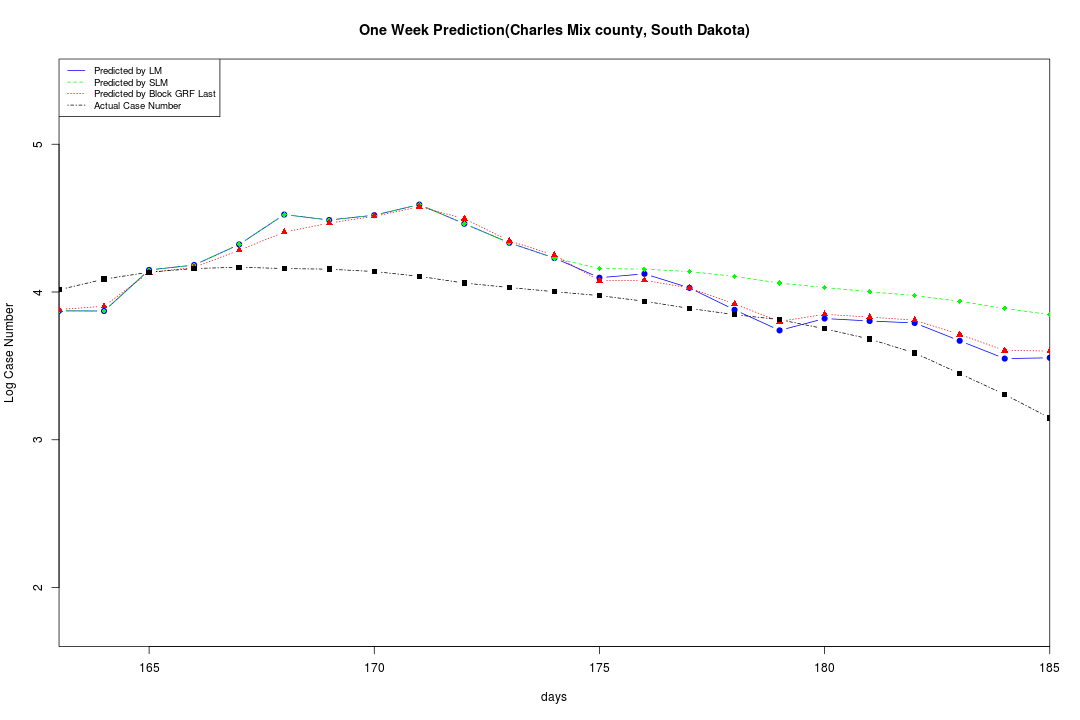 One Week Prediction(Charles Mix county, South Dakota)
Predicted by LM
Predicted by SLM
Predicted by Block GRF Last
Actual Case Number
5
4
3
2
Log Case Number
165 170 175 180 185
days